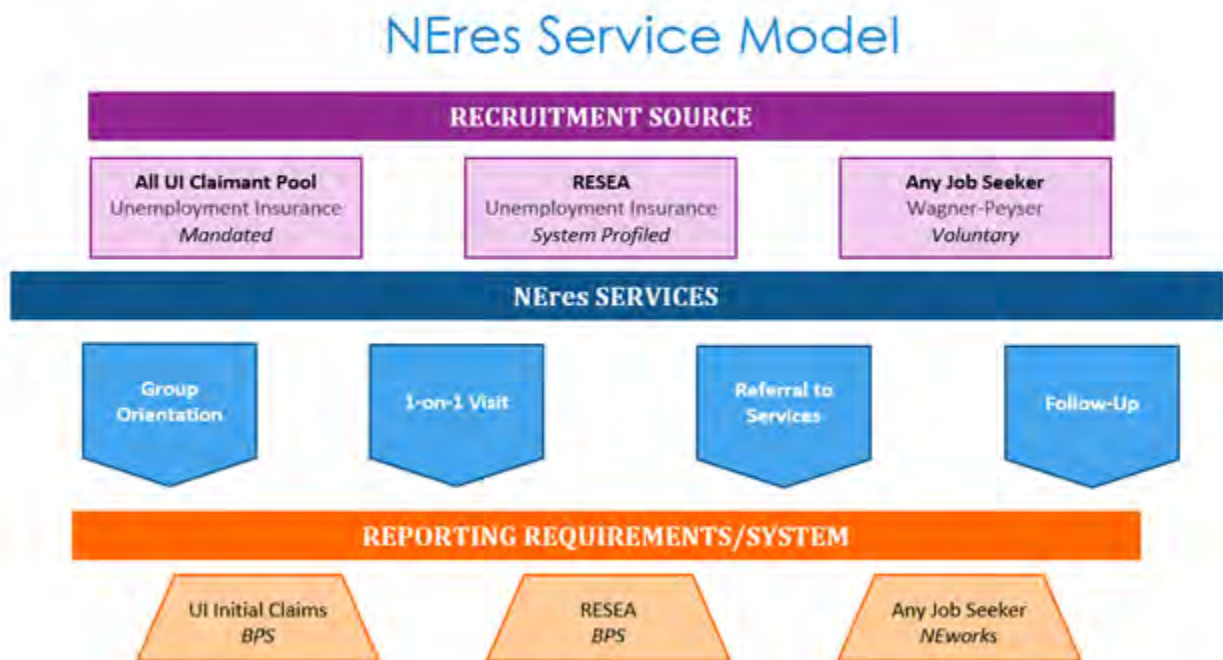 NEres Service Model
RECRUITMENT SOURCE
All UI Claimant Pool
Unemployment Insurance
Mandated
RESEA
Unemployment Insurance
System Profiled
Any Job Seeker
Wagner-Peyser
Voluntary
NEres SERVICES
Group
Orientation
1-on-1 Visit
Referral to
Services
Follow-Up
REPORTING REQUIREMENTS/SYSTEM
UI Initial Claims
BPS
RESEA
BPS
Any Job Seeker
NEworks